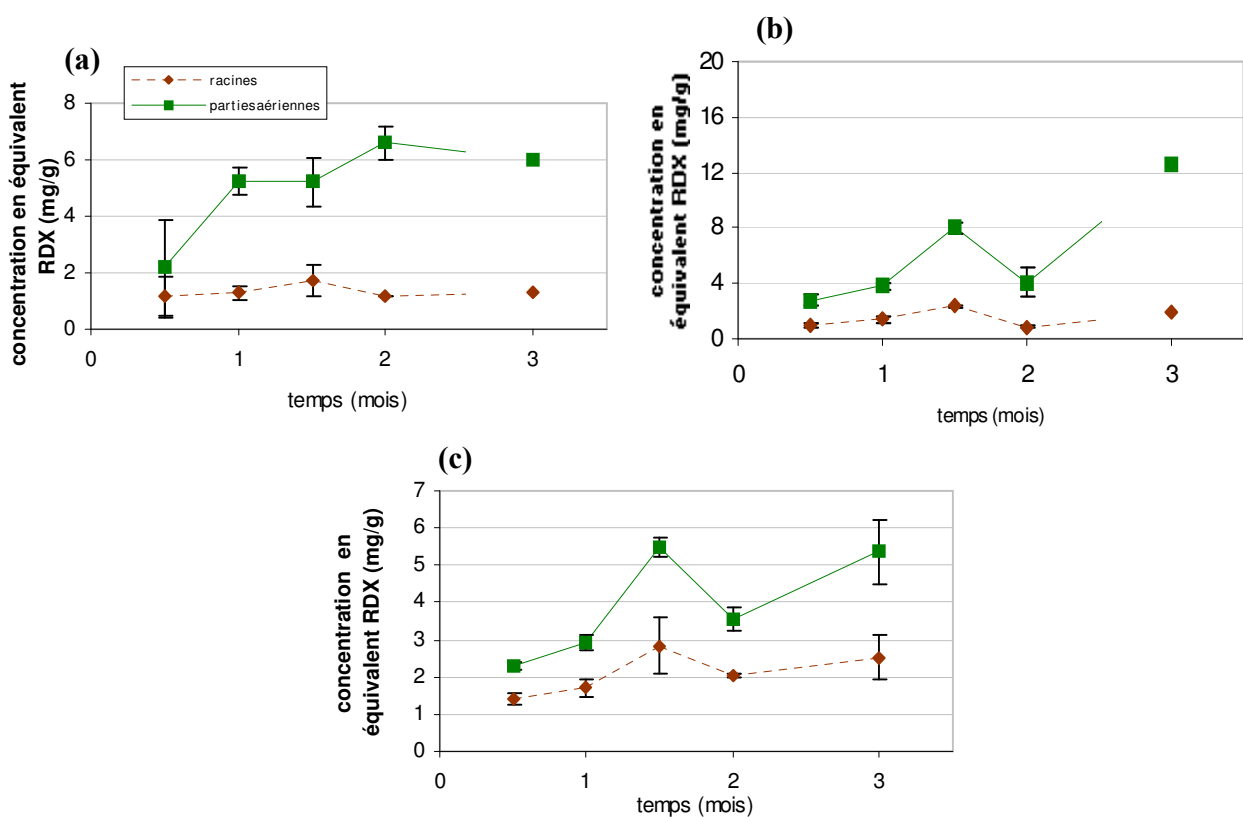 (a)
racines
partiesaériennes
concentration en équivalent
RDX (mg/g)
8
6
4
2
0
0 1 2 3
temps (mois)
(b)
concentration en
équivalent RDX (mg/g)
20
16
12
8
4
0
0 1 2 3
temps (mois)
(c)
concentration en
équivalent RDX (mg/g)
7
6
5
4
3
2
1
0
0 1 2 3
temps (mois)